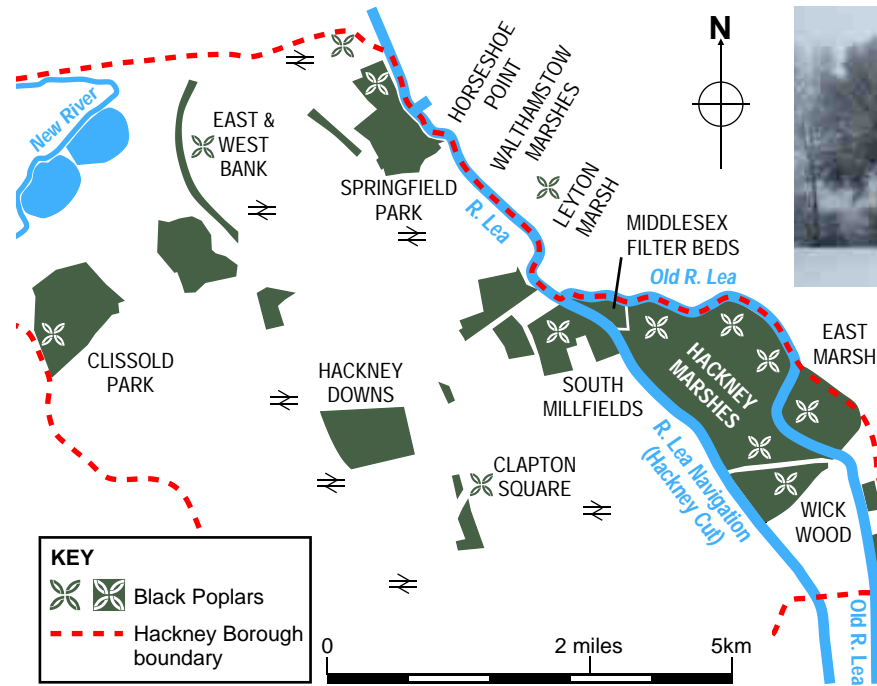 N
HORSESHOE
POINT
WALTHAMSTOW
MARSHES
New River
EAST &
WEST
BANK
LEYTON
MARSH
SPRINGFIELD
PARK
R. Lea
MIDDLESEX
FILTER BEDS
Old R. Lea
EAST
MARSH
CLISSOLD
PARK
HACKNEY
DOWNS
SOUTH
MILLFIELDS
HACKNEY
MARSHES
R. Lea Navigation
(Hackney Cut)
CLAPTON
SQUARE
WICK
WOOD
KEY
Black Poplars
Hackney Borough
boundary
0
2 miles
5km
Old R. Lea